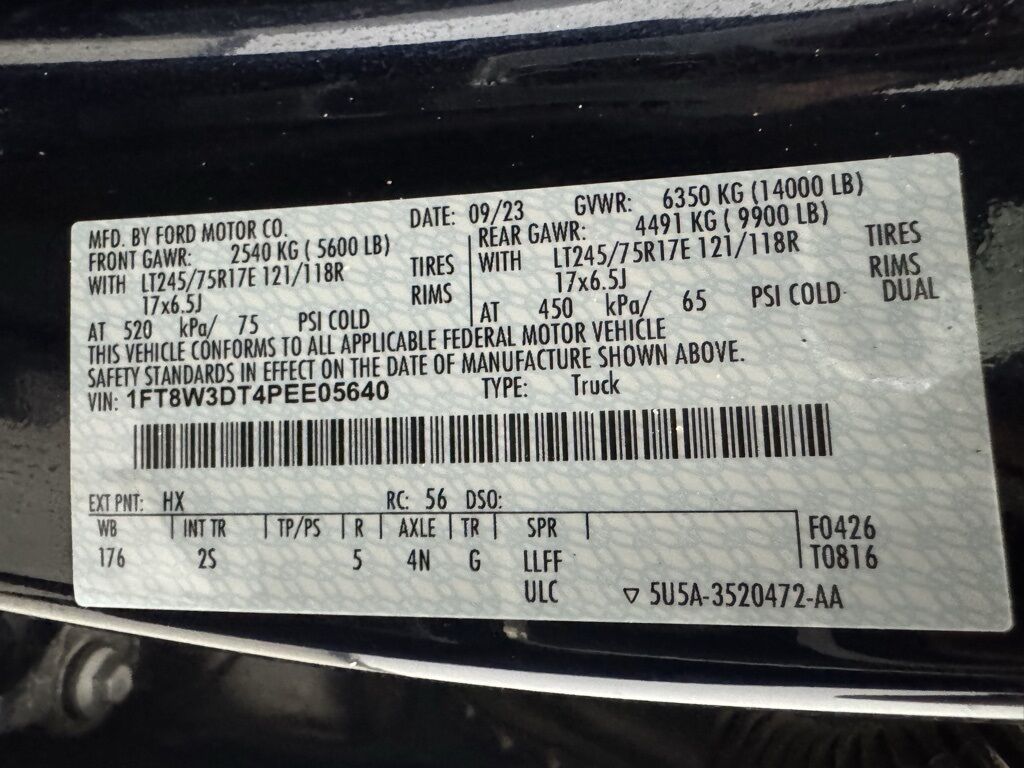 MFD. BY FORD MOTOR CO. DATE: 09/23 GVWR: 6350 KG (14000 LB)
FRONT GAWR: 2540 KG ( 5600 LB) REAR GAWR: 4491 KG ( 9900 LB)
WITH LT245/75R17E 121/118R TIRES WITH LT245/75R17E 121/118R TIRES
17x6.5J RIMS 17x6.5J RIMS
AT 520 kPa/ 75 PSI COLD AT 450 kPa/ 65 PSI COLD DUAL
THIS VEHICLE CONFORMS TO ALL APPLICABLE FEDERAL MOTOR VEHICLE
SAFETY STANDARDS IN EFFECT ON THE DATE OF MANUFACTURE SHOWN ABOVE.
VIN: 1FT8W3DT4PEE05640 TYPE: Truck
EXT PNT: HX RC: 56 DSO:
WB INT TR TP/PS R AXLE TR SPR F0426
176 2S 5 4N G LLFF T0816
ULC ▽ 5U5A-3520472-AA